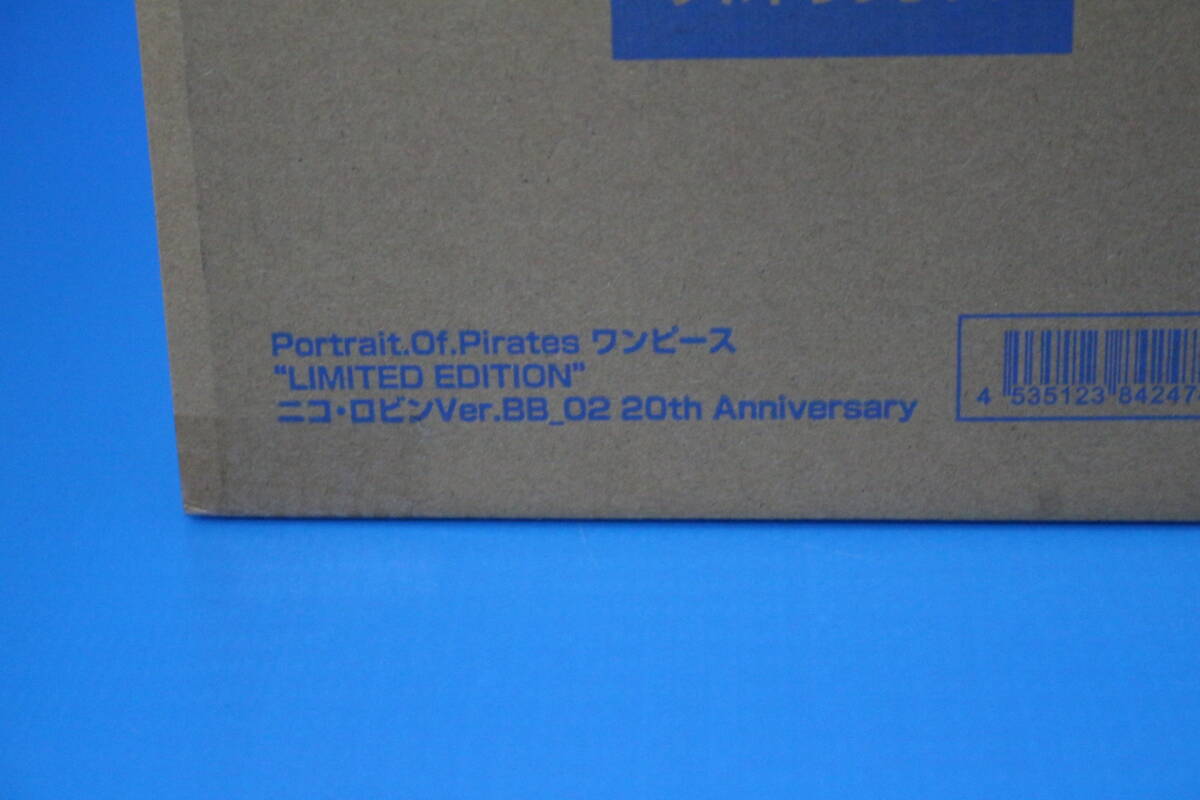 Portrait.Of.Pirates ワンピース
“LIMITED EDITION”
ニコ・ロビンVer.BB_02 20th Anniversary
4 535123 84247